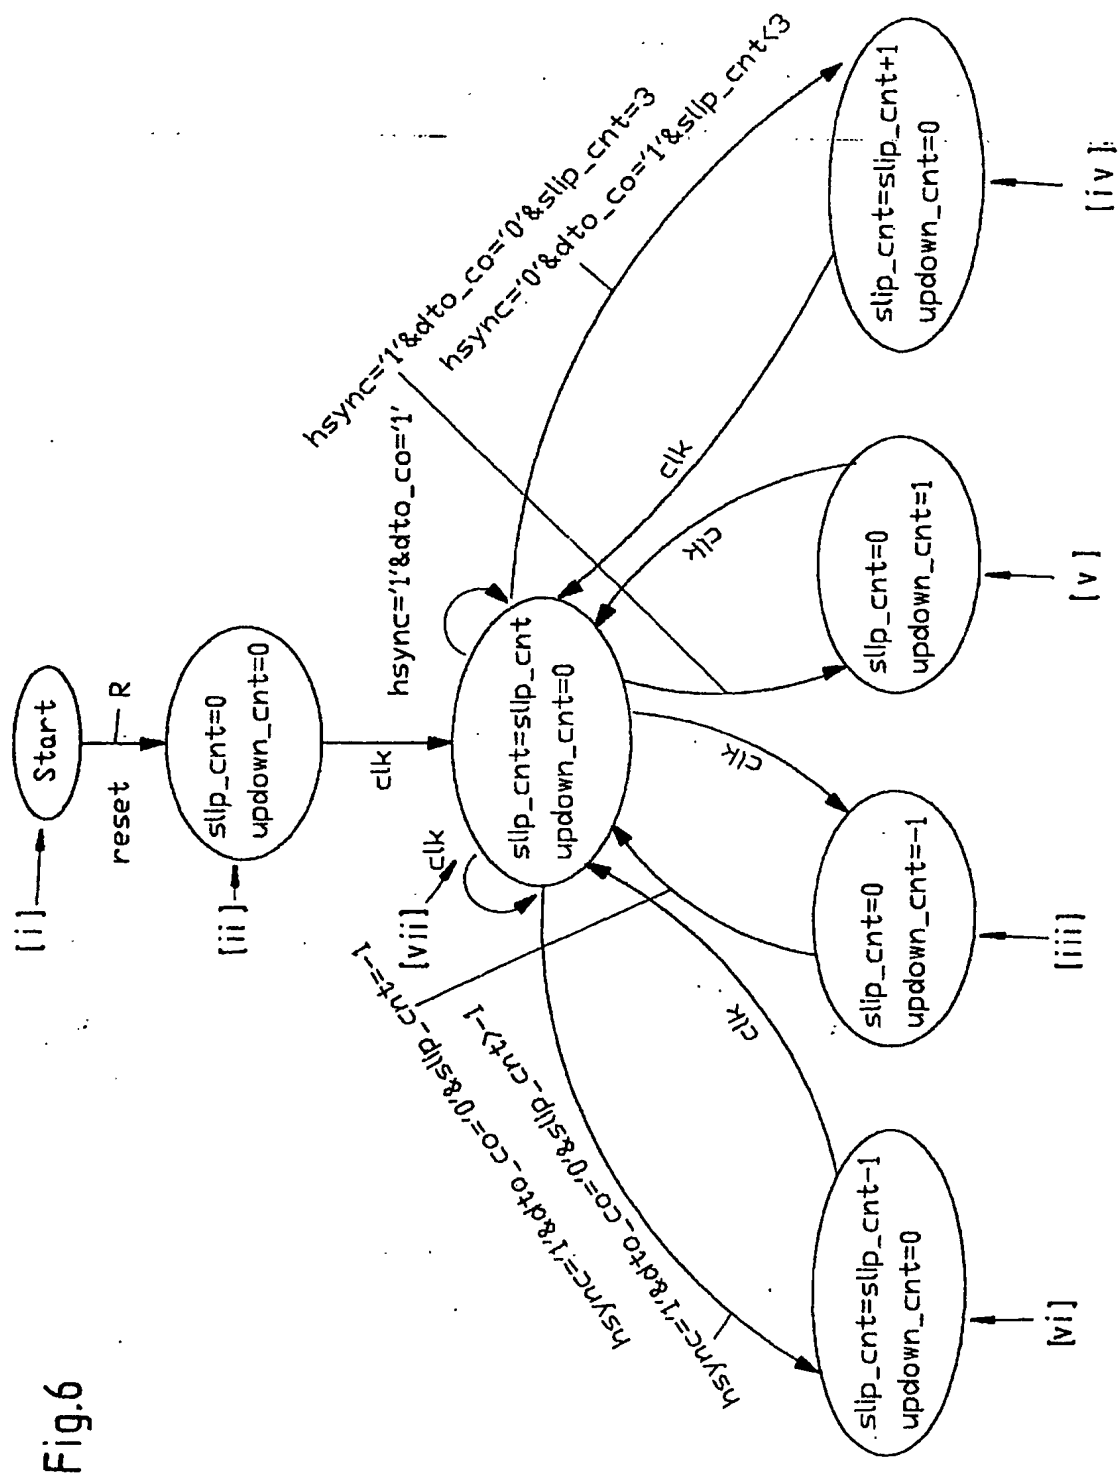 Fig.6
[i]
Start
reset
R
[ii]
slip_cnt=0
updown_cnt=0
clk
[vii]
clk
hsync='1'&dto_co='1'
slip_cnt=slip_cnt
updown_cnt=0
hsync='1'&dto_co='0'&slip_cnt=3
hsync='0'&dto_co='1'&slip_cnt<3
hsync='1'&dto_co='0'&slip_cnt=-1
hsync='1'&dto_co='0'&slip_cnt>-1
clk
clk
clk
clk
slip_cnt=slip_cnt-1
updown_cnt=0
[vi]
slip_cnt=0
updown_cnt=-1
[iii]
slip_cnt=0
updown_cnt=1
[v]
slip_cnt=slip_cnt+1
updown_cnt=0
[iv]